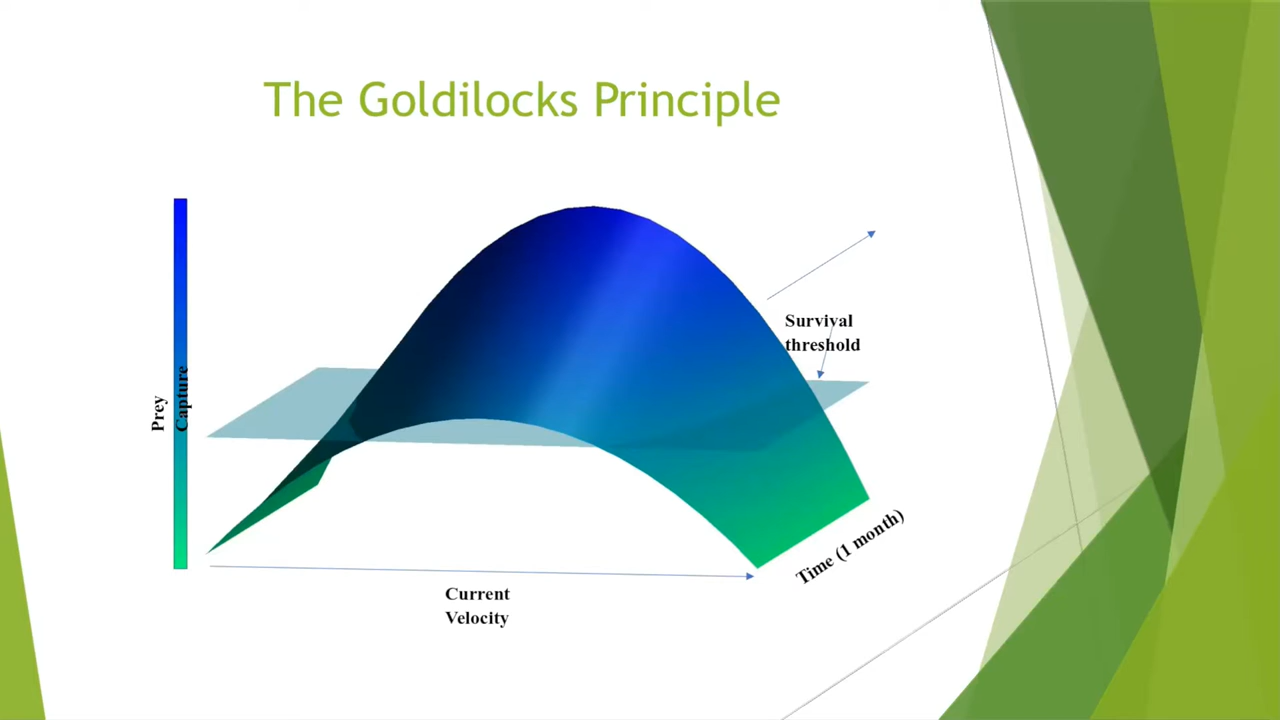 The Goldilocks Principle
Prey
Capture
Survival
threshold
Time (1 month)
Current
Velocity